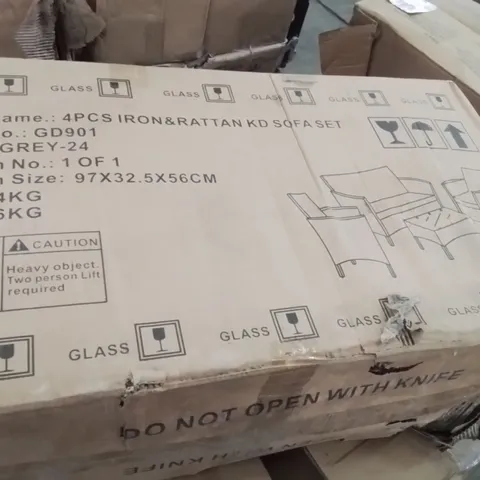 GLASS GLASS GLASS GLASS GLASS
ame.: 4PCS IRON&RATTAN KD SOFA SET
o.: GD901
GREY-24
No.: 1 OF 1
Size: 97X32.5X56CM
4KG
6KG
CAUTION
Heavy object.
Two person Lift
required
GLASS GLASS GLASS GLASS
DO NOT OPEN WITH KNIFE
WITH KNIFE